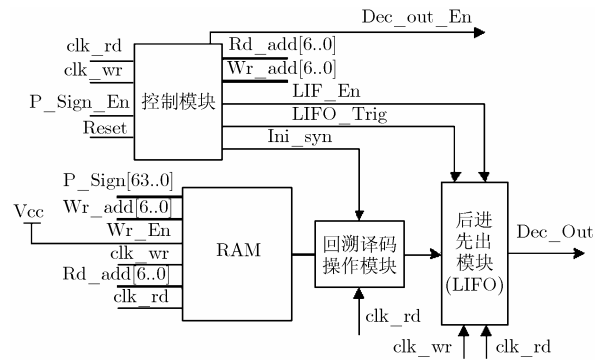 Dec_out_En
clk_rd
Rd_add[6..0]
clk_wr
Wr_add[6..0]
P_Sign_En
控制模块
LIF_En
LIFO_Trig
Reset
Ini_syn
P_Sign[63..0]
Vcc
Wr_add[6..0]
Wr_En
clk_wr
Rd_add[6..0]
clk_rd
RAM
回溯译码
操作模块
后进
先出
模块
(LIFO)
Dec_Out
clk_rd
clk_wr
clk_rd